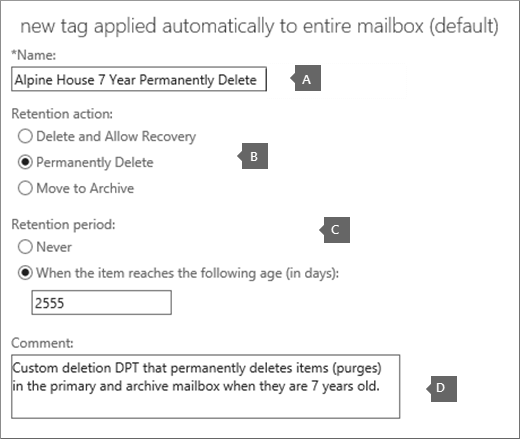 new tag applied automatically to entire mailbox (default)
*Name:
Alpine House 7 Year Permanently Delete
A
Retention action:
Delete and Allow Recovery
B
Permanently Delete
Move to Archive
Retention period:
C
Never
When the item reaches the following age (in days):
2555
Comment:
Custom deletion DPT that permanently deletes items (purges)
in the primary and archive mailbox when they are 7 years old.
D